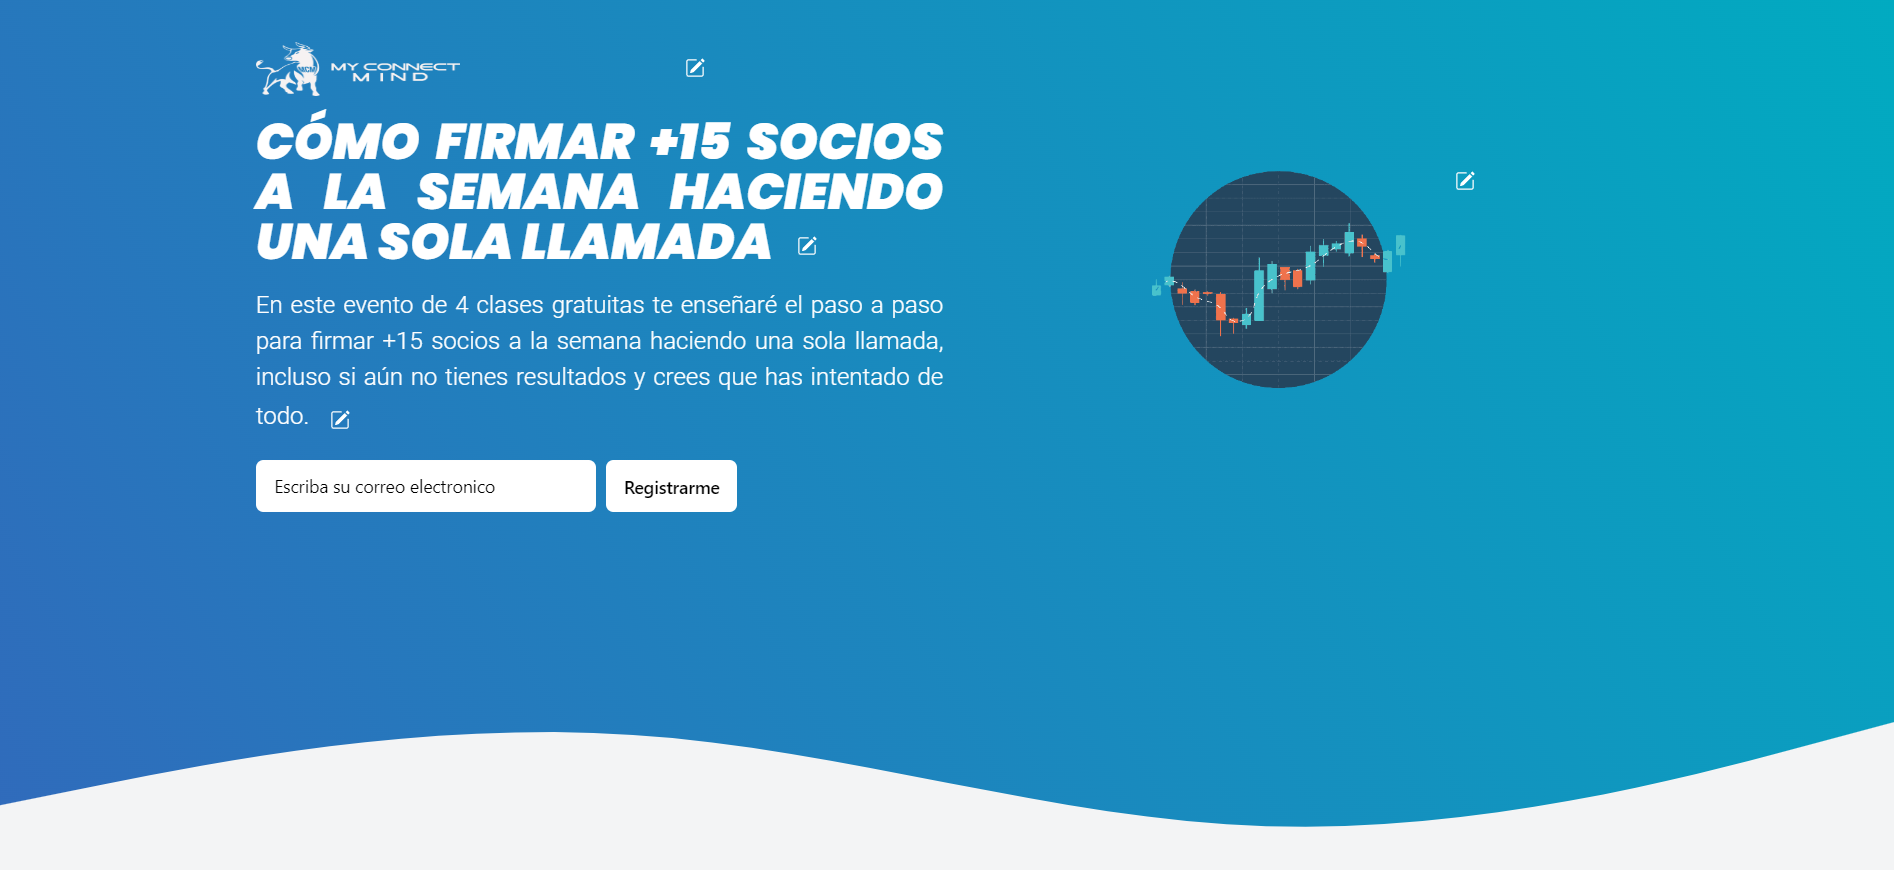 MCM
MY CONNECT
MIND
CÓMO FIRMAR +15 SOCIOS
A LA SEMANA HACIENDO
UNA SOLA LLAMADA
En este evento de 4 clases gratuitas te enseñaré el paso a paso
para firmar +15 socios a la semana haciendo una sola llamada,
incluso si aún no tienes resultados y crees que has intentado de
todo.
Escriba su correo electronico
Registrarme